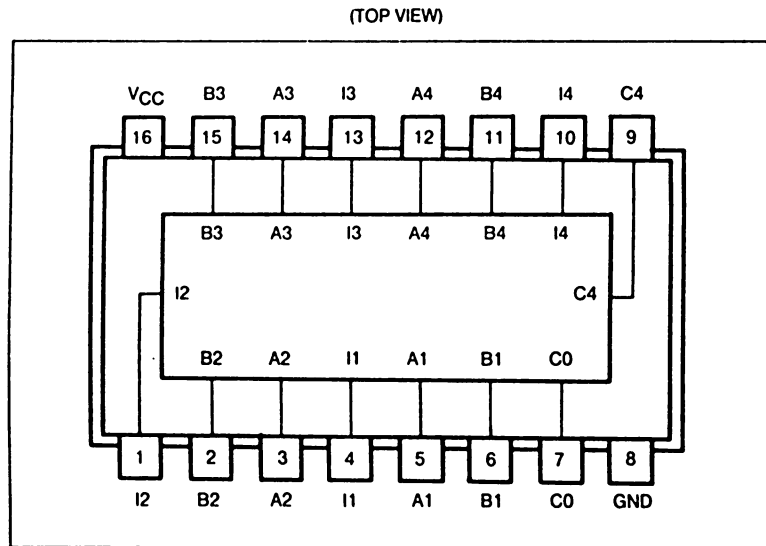 (TOP VIEW)
VCC B3 A3 I3 A4 B4 I4 C4
16 15 14 13 12 11 10 9
B3 A3 I3 A4 B4 I4
I2 C4
B2 A2 I1 A1 B1 C0
1 2 3 4 5 6 7 8
I2 B2 A2 I1 A1 B1 C0 GND